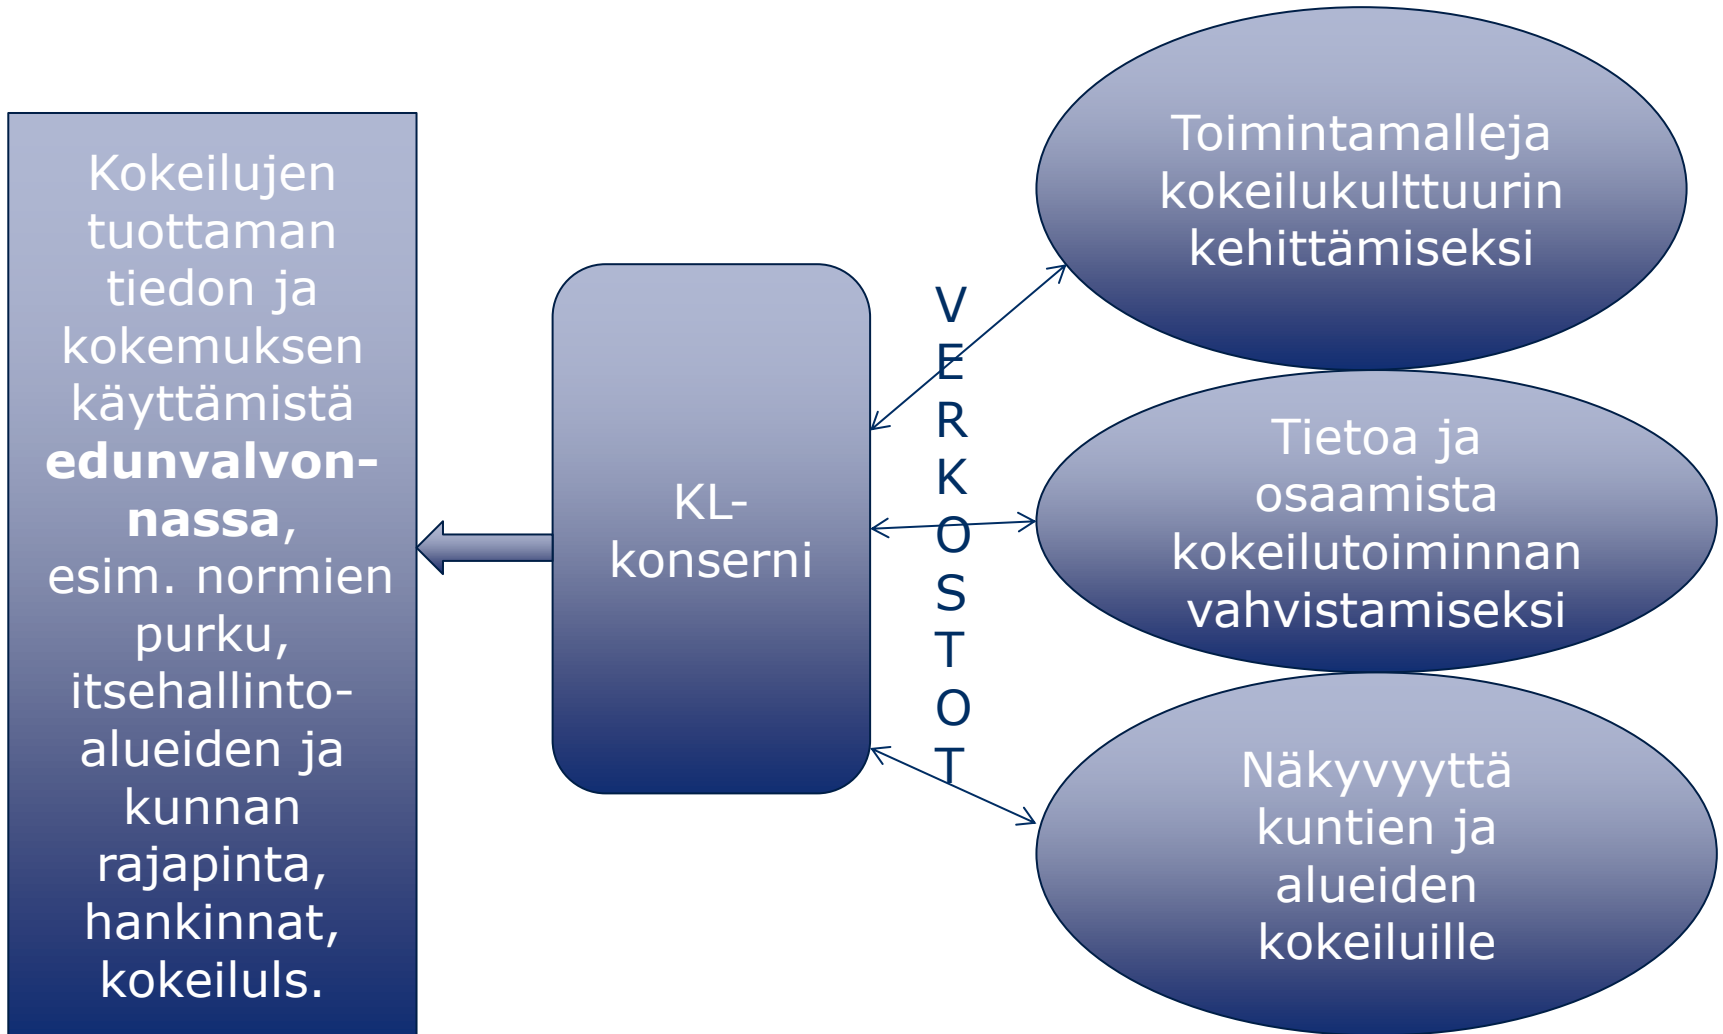 Kokeilujen
tuottaman
tiedon ja
kokemuksen
käyttämistä
edunvalvon-
nassa,
esim. normien
purku,
itsehallinto-
alueiden ja
kunnan
rajapinta,
hankinnat,
kokeiluls.
KL-
konserni
V
E
R
K
O
S
T
O
T
Toimintamalleja
kokeilukulttuurin
kehittämiseksi
Tietoa ja
osaamista
kokeilutoiminnan
vahvistamiseksi
Näkyvyyttä
kuntien ja
alueiden
kokeiluille